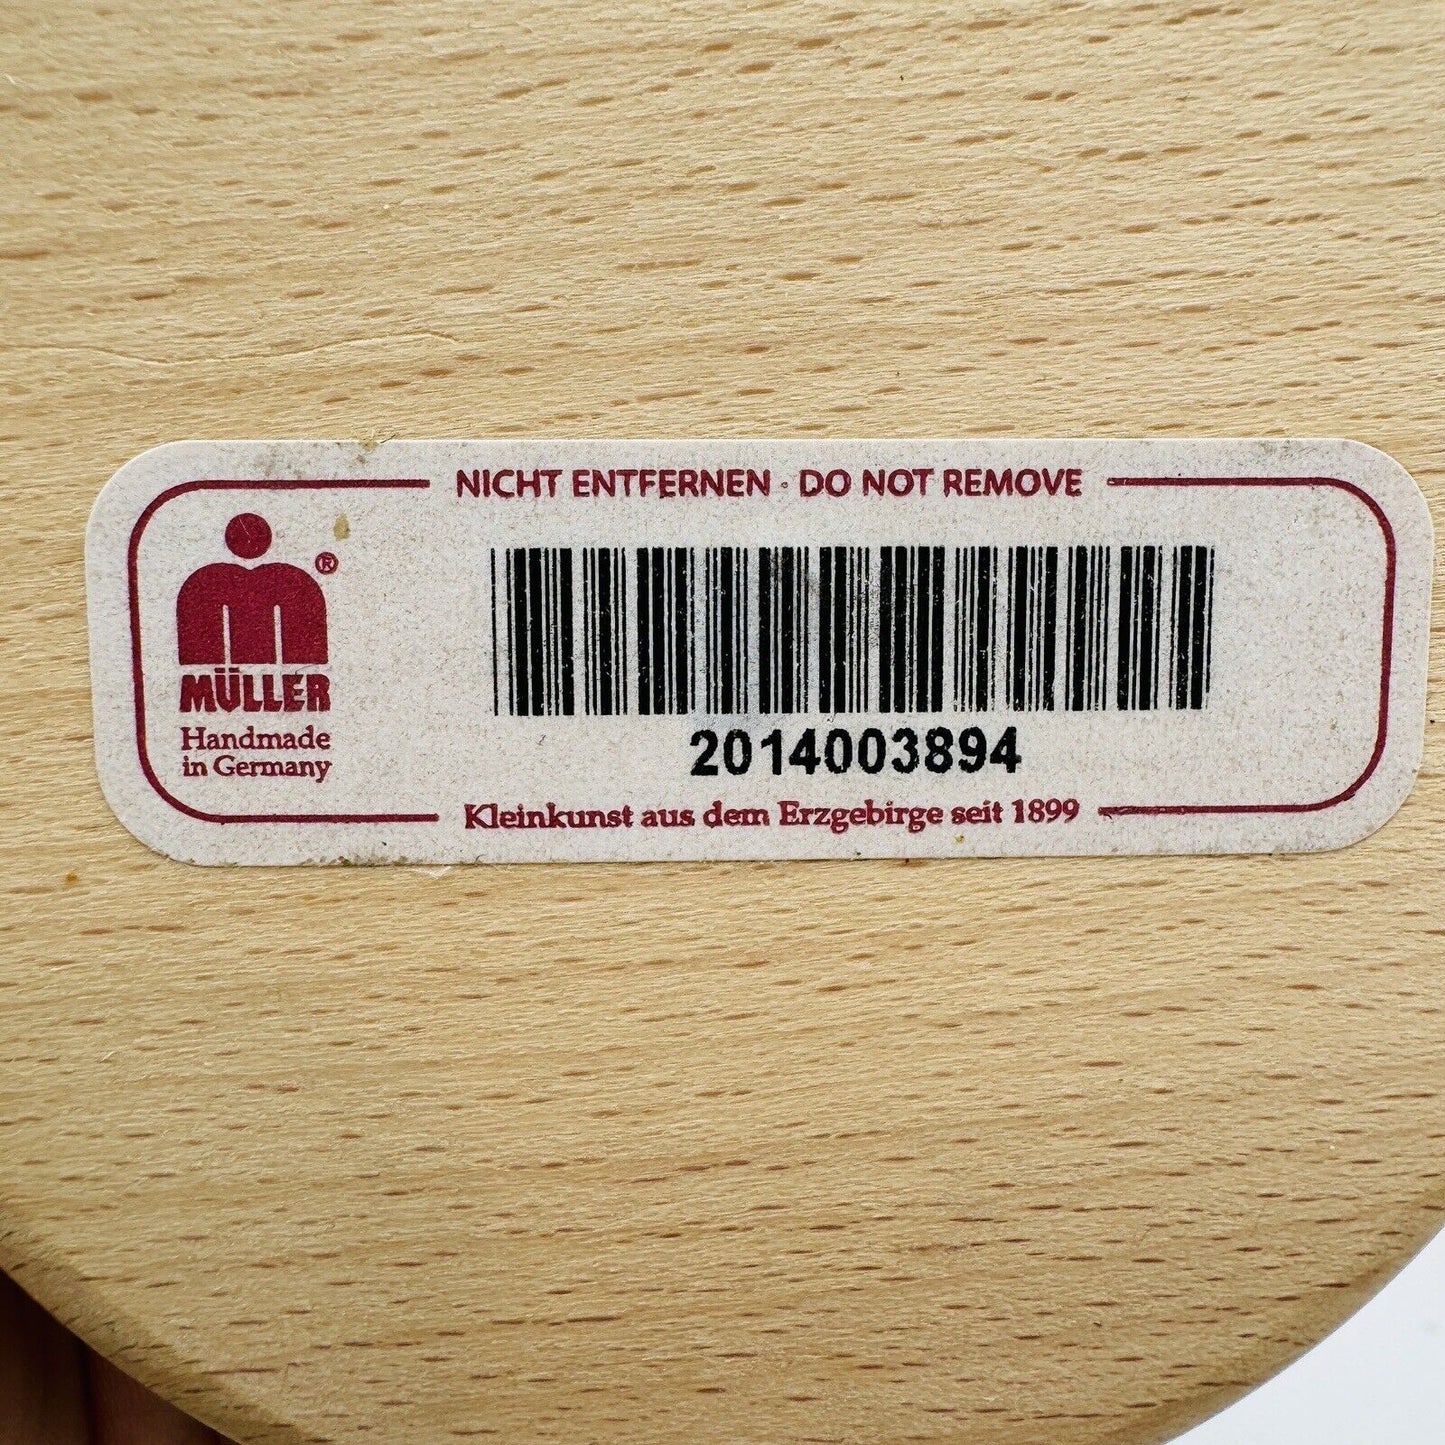 NICHT ENTFERNEN · DO NOT REMOVE
®
MÜLLER
Handmade
in Germany
2014003894
Kleinkunst aus dem Erzgebirge seit 1899